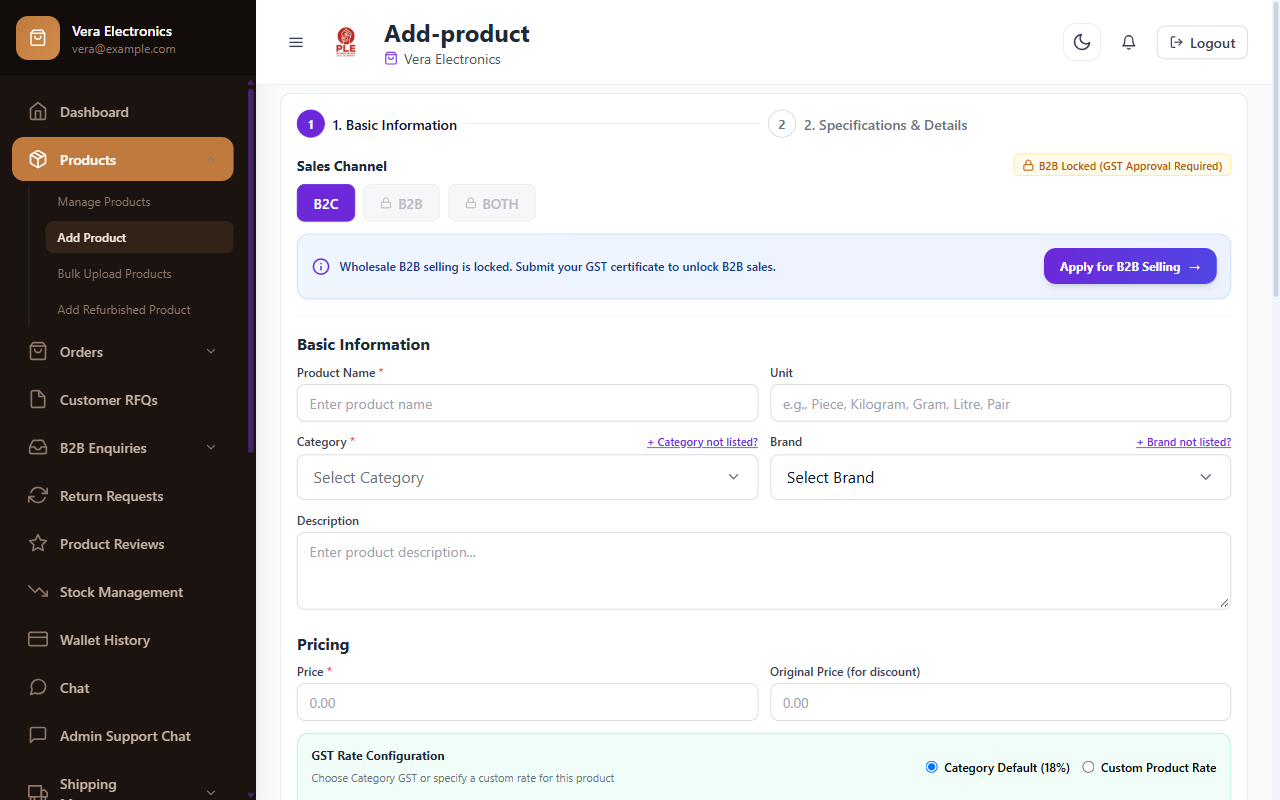 Vera Electronics
vera@example.com
Dashboard
Products
Manage Products
Add Product
Bulk Upload Products
Add Refurbished Product
Orders
Customer RFQs
B2B Enquiries
Return Requests
Product Reviews
Stock Management
Wallet History
Chat
Admin Support Chat
Shipping
PLE
Add-product
Vera Electronics
Logout
1 1. Basic Information
2 2. Specifications & Details
Sales Channel
B2B Locked (GST Approval Required)
B2C B2B BOTH
Wholesale B2B selling is locked. Submit your GST certificate to unlock B2B sales.
Apply for B2B Selling →
Basic Information
Product Name * Unit
Enter product name e.g., Piece, Kilogram, Gram, Litre, Pair
Category * + Category not listed? Brand + Brand not listed?
Select Category Select Brand
Description
Enter product description...
Pricing
Price * Original Price (for discount)
0.00 0.00
GST Rate Configuration
Choose Category GST or specify a custom rate for this product
Category Default (18%) Custom Product Rate